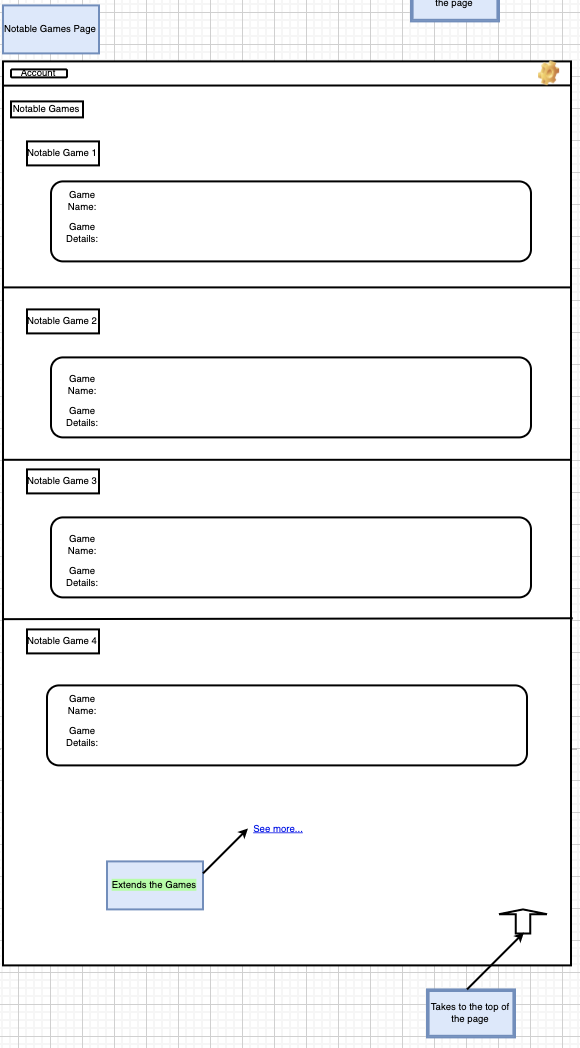 the page
Notable Games Page
Account
Notable Games
Notable Game 1
Game
Name:
Game
Details:
Notable Game 2
Game
Name:
Game
Details:
Notable Game 3
Game
Name:
Game
Details:
Notable Game 4
Game
Name:
Game
Details:
See more...
Extends the Games
Takes to the top of
the page